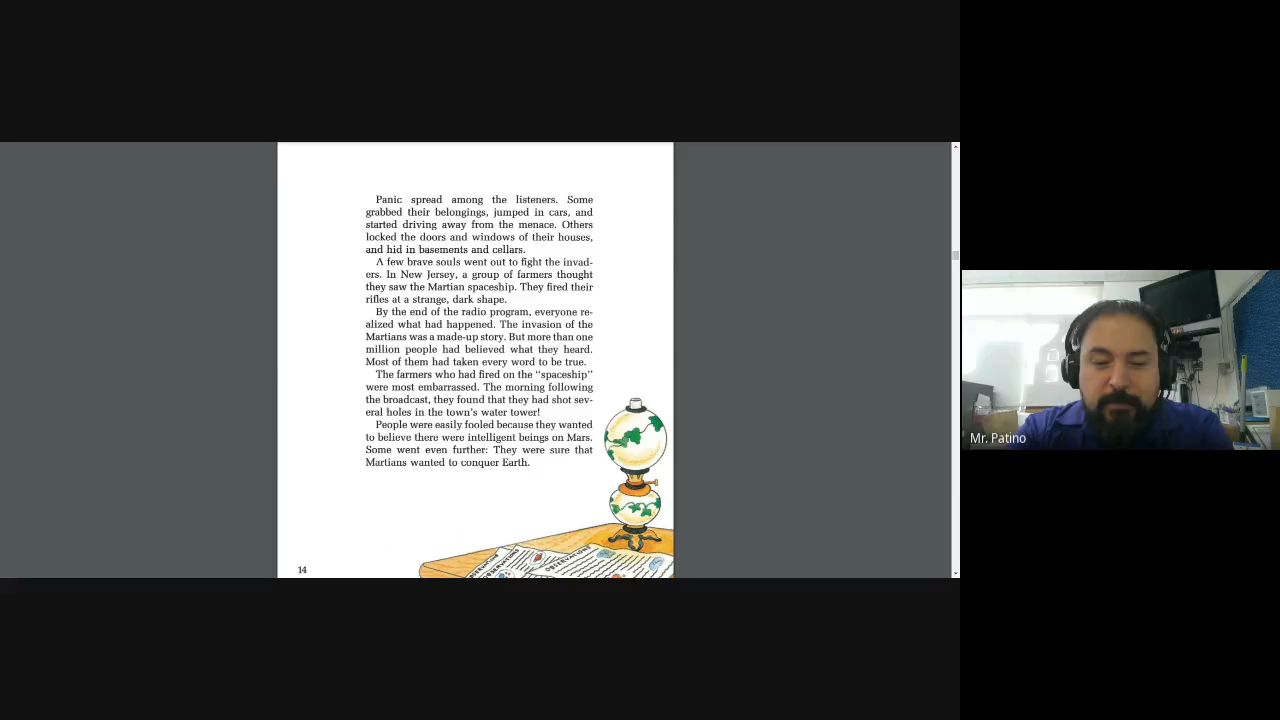 Panic spread among the listeners. Some
grabbed their belongings, jumped in cars, and
started driving away from the menace. Others
locked the doors and windows of their houses,
and hid in basements and cellars.
A few brave souls went out to fight the invad-
ers. In New Jersey, a group of farmers thought
they saw the Martian spaceship. They fired their
rifles at a strange, dark shape.
By the end of the radio program, everyone re-
alized what had happened. The invasion of the
Martians was a made-up story. But more than one
million people had believed what they heard.
Most of them had taken every word to be true.
The farmers who had fired on the "spaceship"
were most embarrassed. The morning following
the broadcast, they found that they had shot sev-
eral holes in the town's water tower!
People were easily fooled because they wanted
to believe there were intelligent beings on Mars.
Some went even further: They were sure that
Martians wanted to conquer Earth.
OBSERVATIONS
OBSERVATIONS
OBSERVATIONS
14
Mr. Patino